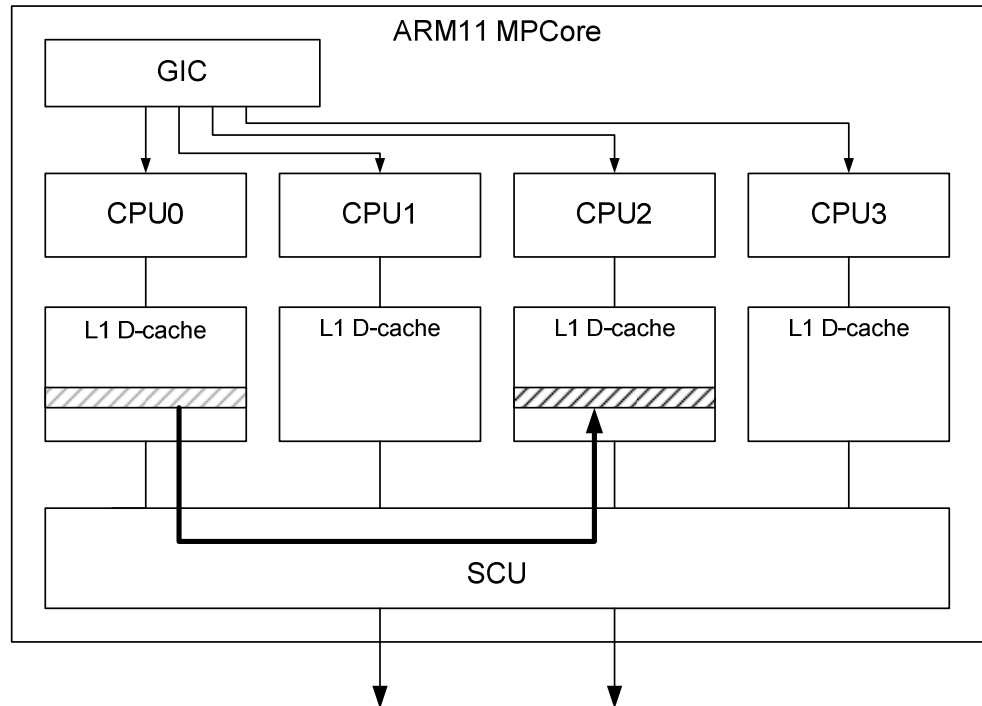 ARM11 MPCore
GIC
CPU0
CPU1
CPU2
CPU3
L1 D-cache
L1 D-cache
L1 D-cache
L1 D-cache
SCU